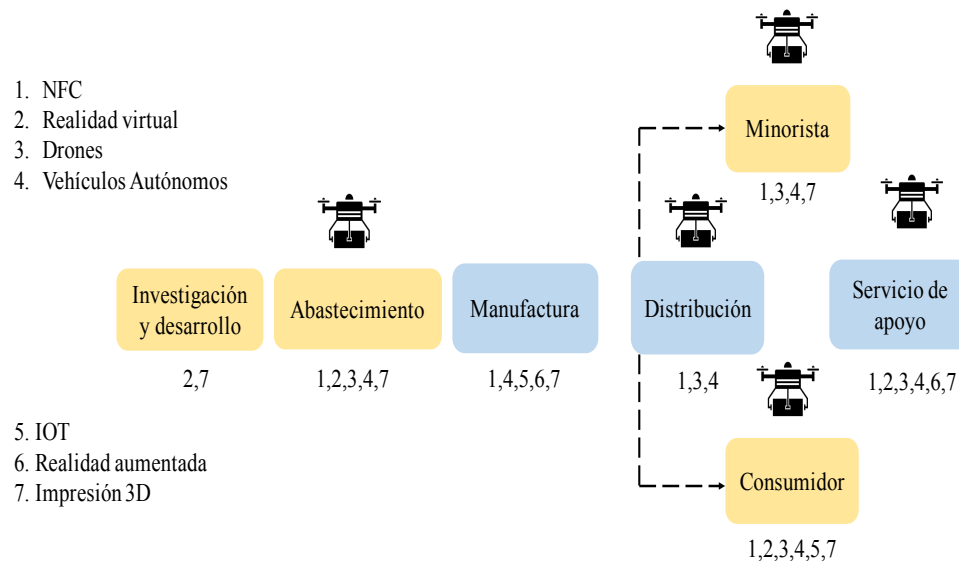 1. NFC
2. Realidad virtual
3. Drones
4. Vehículos Autónomos
Minorista
1,3,4,7
Investigación
y desarrollo
2,7
Abastecimiento
1,2,3,4,7
Manufactura
1,4,5,6,7
Distribución
1,3,4
Servicio de
apoyo
1,2,3,4,6,7
5. IOT
6. Realidad aumentada
7. Impresión 3D
Consumidor
1,2,3,4,5,7